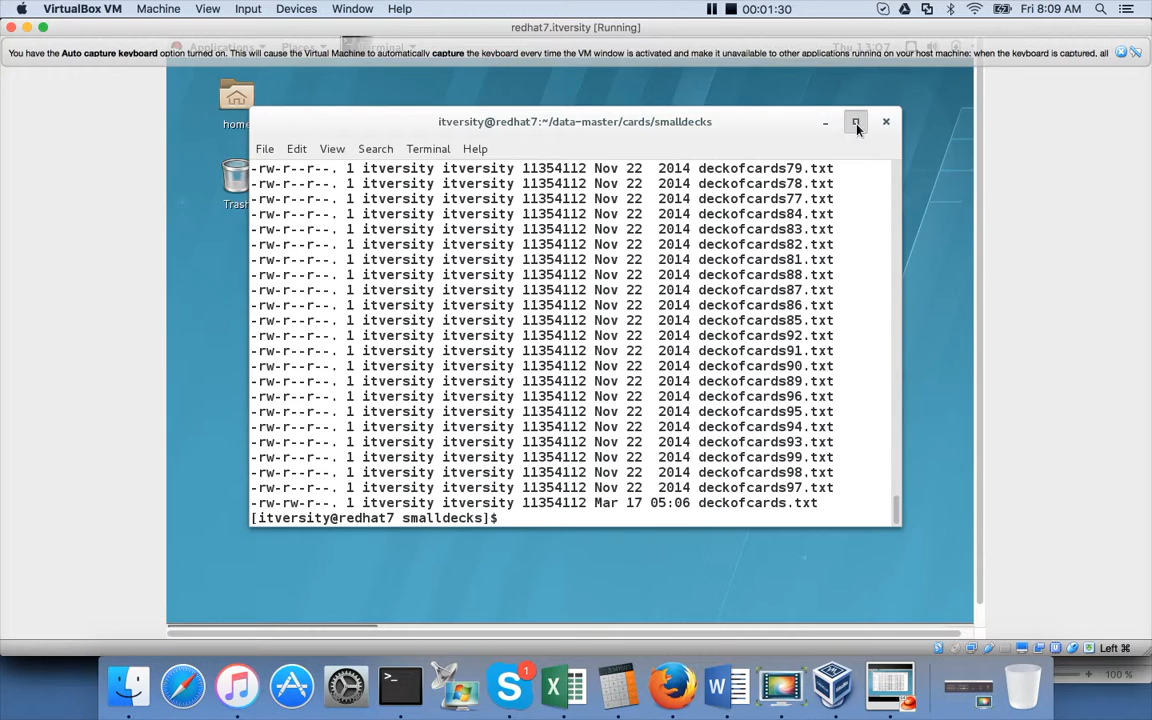 VirtualBox VM Machine View Input Devices Window Help 00:01:30 Fri 8:09 AM
redhat7.itversity [Running]
You have the Auto capture keyboard option turned on. This will cause the Virtual Machine to automatically capture the keyboard every time the VM window is activated and make it unavailable to other applications running on your host machine: when the keyboard is captured, all
home
Trash
itversity@redhat7:~/data-master/cards/smalldecks
File Edit View Search Terminal Help
-rw-r--r--. 1 itversity itversity 11354112 Nov 22 2014 deckofcards79.txt
-rw-r--r--. 1 itversity itversity 11354112 Nov 22 2014 deckofcards78.txt
-rw-r--r--. 1 itversity itversity 11354112 Nov 22 2014 deckofcards77.txt
-rw-r--r--. 1 itversity itversity 11354112 Nov 22 2014 deckofcards84.txt
-rw-r--r--. 1 itversity itversity 11354112 Nov 22 2014 deckofcards83.txt
-rw-r--r--. 1 itversity itversity 11354112 Nov 22 2014 deckofcards82.txt
-rw-r--r--. 1 itversity itversity 11354112 Nov 22 2014 deckofcards81.txt
-rw-r--r--. 1 itversity itversity 11354112 Nov 22 2014 deckofcards88.txt
-rw-r--r--. 1 itversity itversity 11354112 Nov 22 2014 deckofcards87.txt
-rw-r--r--. 1 itversity itversity 11354112 Nov 22 2014 deckofcards86.txt
-rw-r--r--. 1 itversity itversity 11354112 Nov 22 2014 deckofcards85.txt
-rw-r--r--. 1 itversity itversity 11354112 Nov 22 2014 deckofcards92.txt
-rw-r--r--. 1 itversity itversity 11354112 Nov 22 2014 deckofcards91.txt
-rw-r--r--. 1 itversity itversity 11354112 Nov 22 2014 deckofcards90.txt
-rw-r--r--. 1 itversity itversity 11354112 Nov 22 2014 deckofcards89.txt
-rw-r--r--. 1 itversity itversity 11354112 Nov 22 2014 deckofcards96.txt
-rw-r--r--. 1 itversity itversity 11354112 Nov 22 2014 deckofcards95.txt
-rw-r--r--. 1 itversity itversity 11354112 Nov 22 2014 deckofcards94.txt
-rw-r--r--. 1 itversity itversity 11354112 Nov 22 2014 deckofcards93.txt
-rw-r--r--. 1 itversity itversity 11354112 Nov 22 2014 deckofcards99.txt
-rw-r--r--. 1 itversity itversity 11354112 Nov 22 2014 deckofcards98.txt
-rw-r--r--. 1 itversity itversity 11354112 Nov 22 2014 deckofcards97.txt
-rw-rw-r--. 1 itversity itversity 11354112 Mar 17 05:06 deckofcards.txt
[itversity@redhat7 smalldecks]$
Left ⌘
100 %